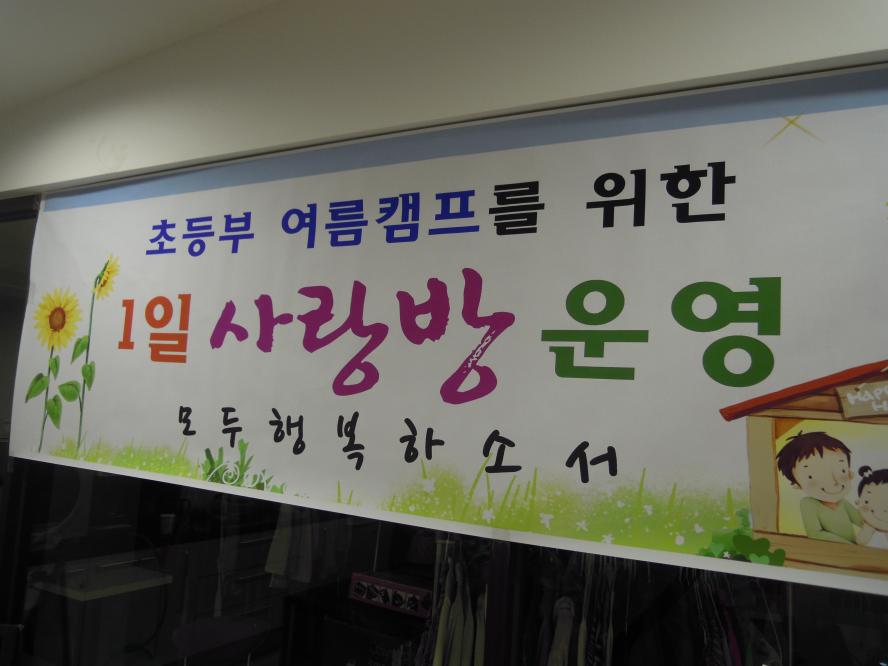 초등부 여름캠프를 위한
1일 사랑방 운영
모두행복하소서